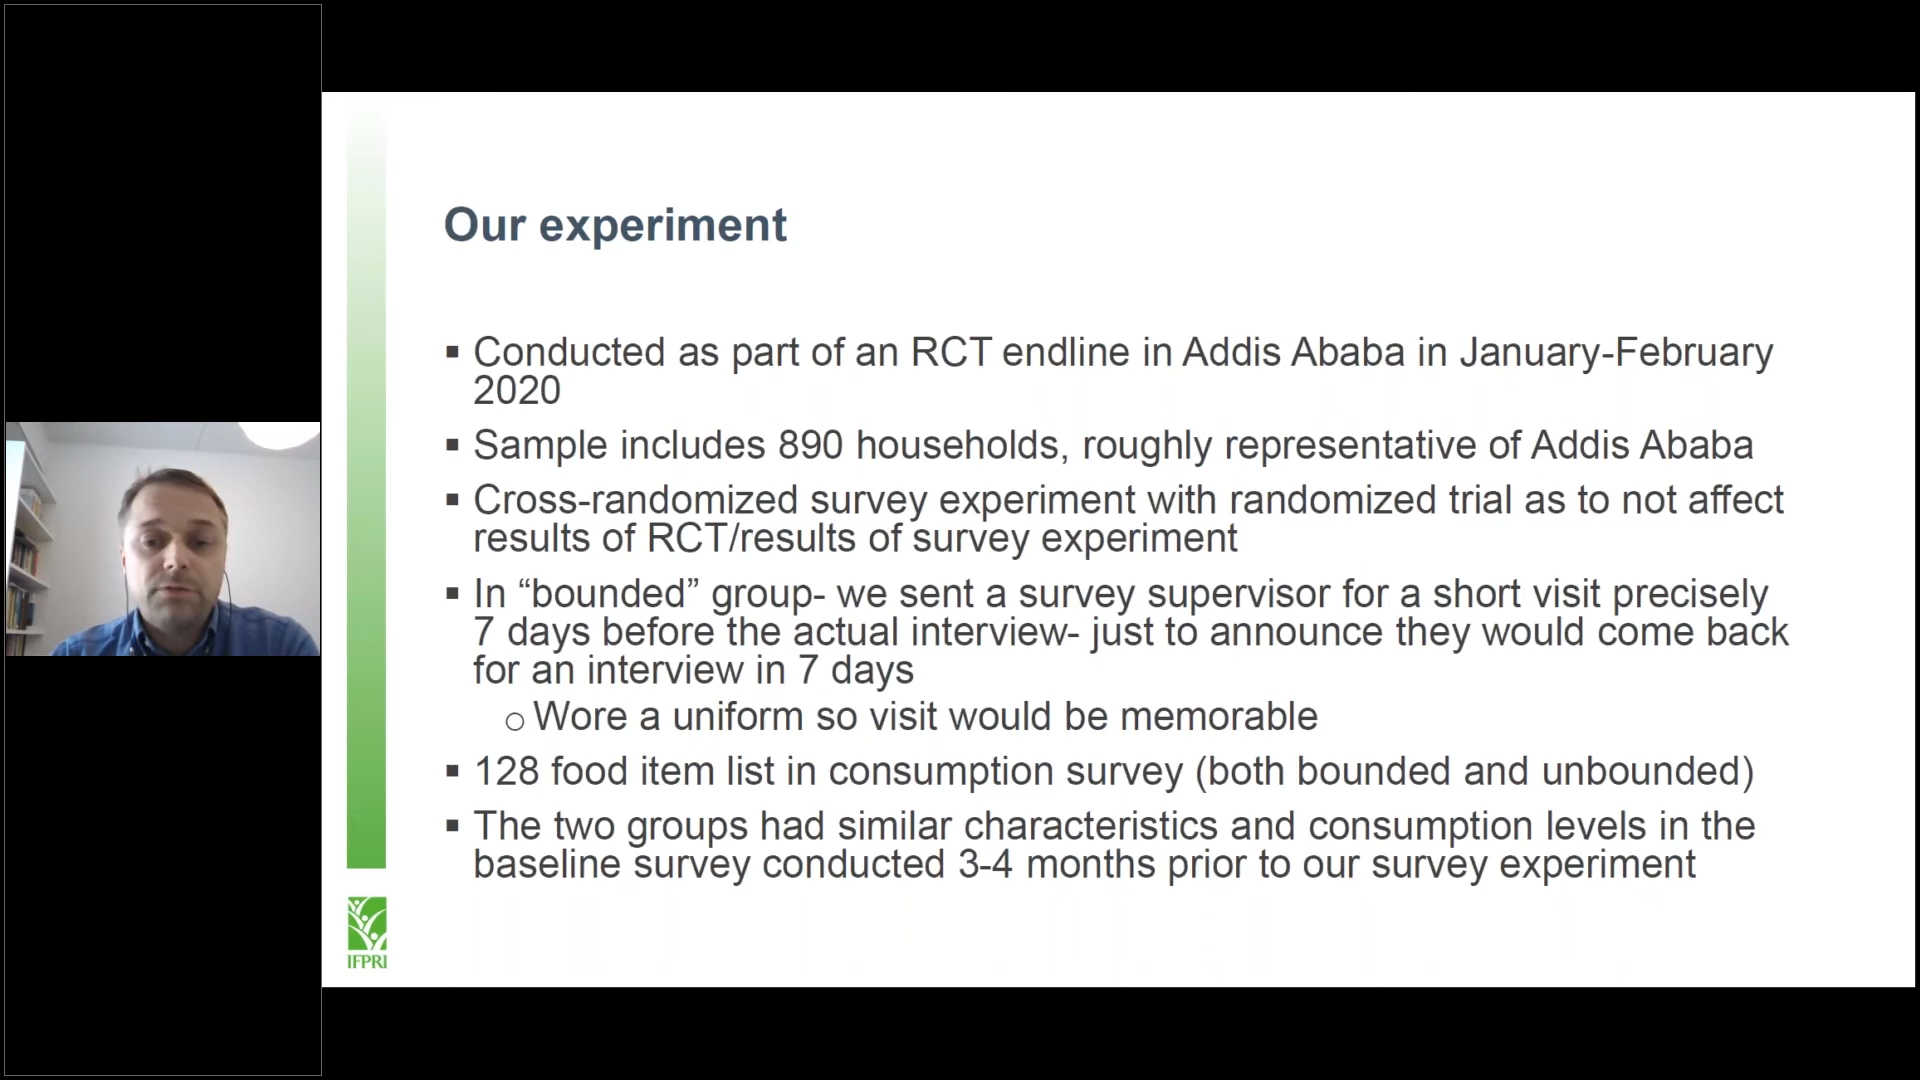 Our experiment
▪ Conducted as part of an RCT endline in Addis Ababa in January-February
2020
▪ Sample includes 890 households, roughly representative of Addis Ababa
▪ Cross-randomized survey experiment with randomized trial as to not affect
results of RCT/results of survey experiment
▪ In “bounded” group- we sent a survey supervisor for a short visit precisely
7 days before the actual interview- just to announce they would come back
for an interview in 7 days
○ Wore a uniform so visit would be memorable
▪ 128 food item list in consumption survey (both bounded and unbounded)
▪ The two groups had similar characteristics and consumption levels in the
baseline survey conducted 3-4 months prior to our survey experiment
IFPRI